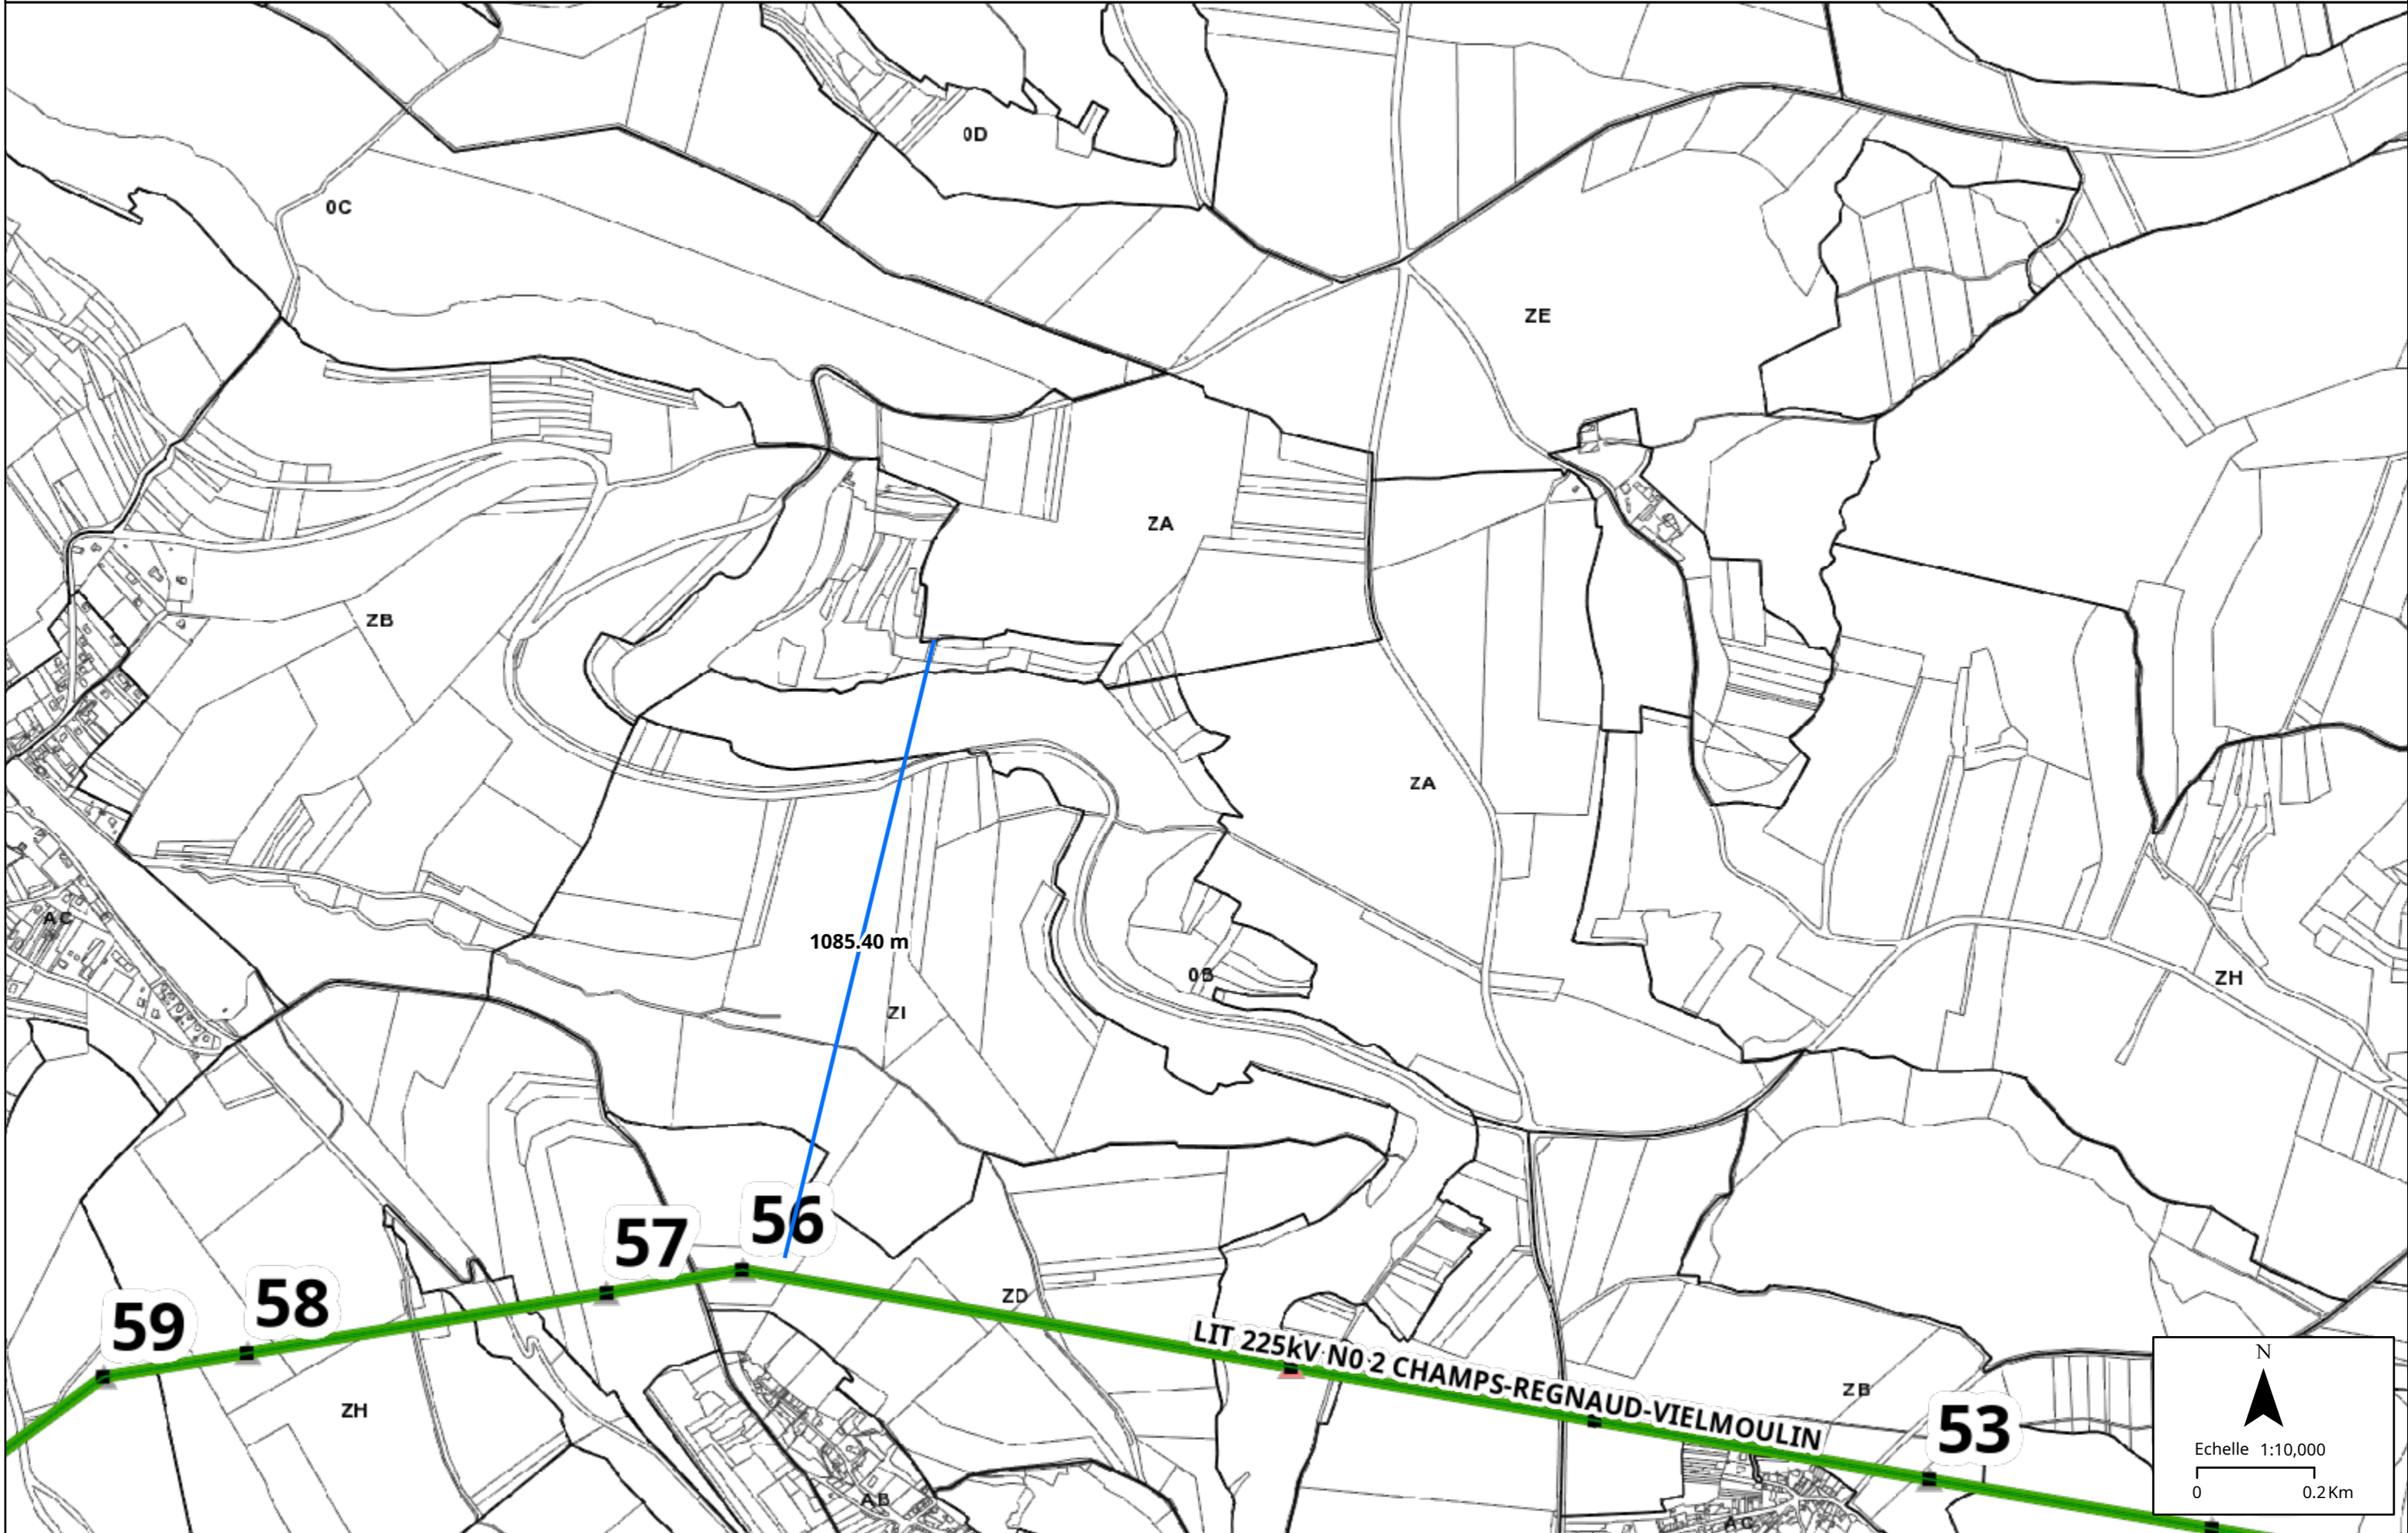 0D
0C
ZE
ZA
ZB
ZA
AC
1085.40 m
0B
ZH
ZI
56
57
58
59
ZD
LIT 225kV N0 2 CHAMPS-REGNAUD-VIELMOULIN
ZB
53
ZH
AB
AC
N
Echelle 1:10,000
0 0.2 Km